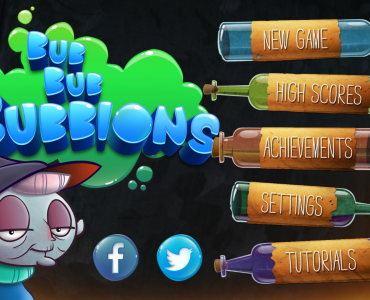 BUB
BUB
BUBBIONS
NEW GAME
HIGH SCORES
ACHIEVEMENTS
SETTINGS
TUTORIALS
f